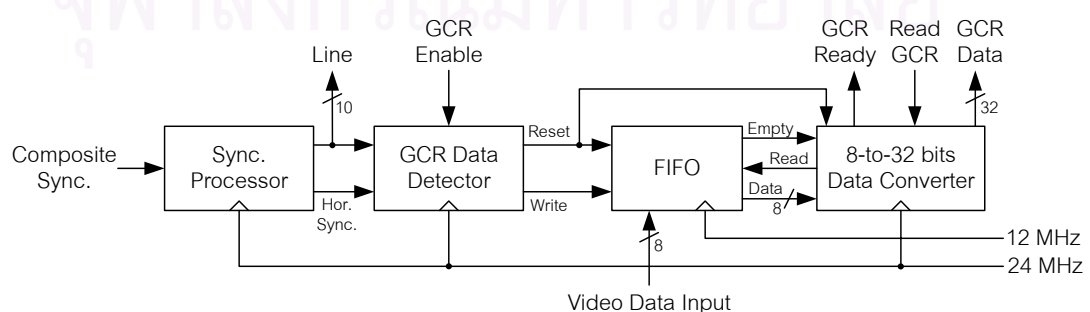 GCR
Enable
Line
10
GCR
Ready
Read
GCR
GCR
Data
32
Composite
Sync.
Sync.
Processor
Hor.
Sync.
GCR Data
Detector
Reset
Write
FIFO
Empty
Read
Data
8
8-to-32 bits
Data Converter
8
12 MHz
24 MHz
Video Data Input